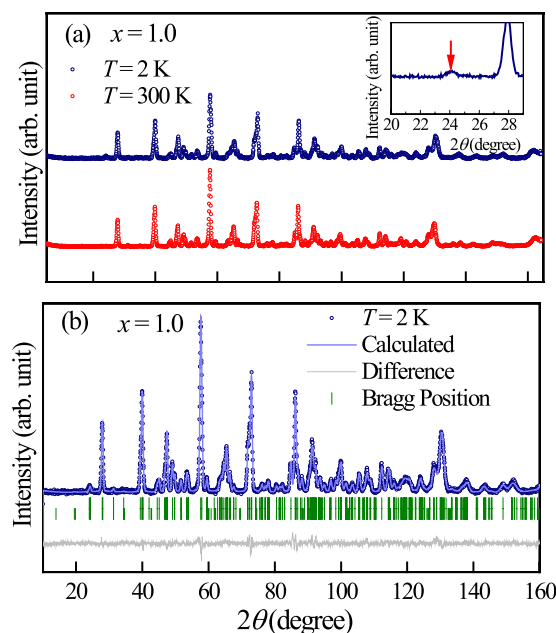 (a) x = 1.0
T = 2 K
T = 300 K
Intensity (arb. unit)
Intensity (arb. unit)
20 22 24 26 28
2θ (degree)
(b) x = 1.0
T = 2 K
Calculated
Difference
Bragg Position
Intensity (arb. unit)
20 40 60 80 100 120 140 160
2θ (degree)